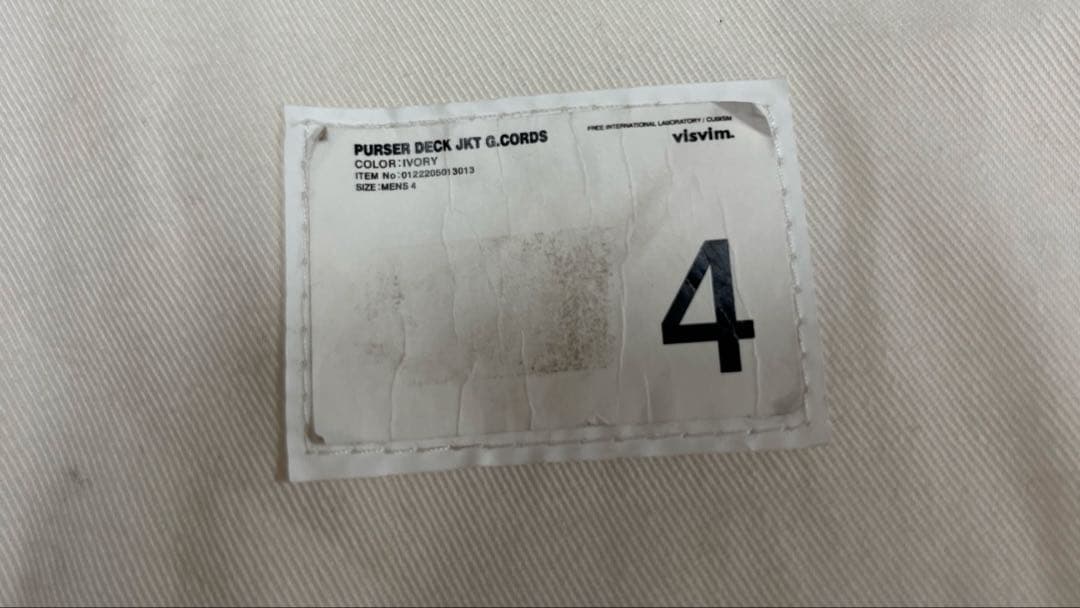 PURSER DECK JKT G.CORDS
COLOR:IVORY
ITEM No:0122205013013
SIZE:MENS 4
FREE INTERNATIONAL LABORATORY / CUBISM
visvim.
4